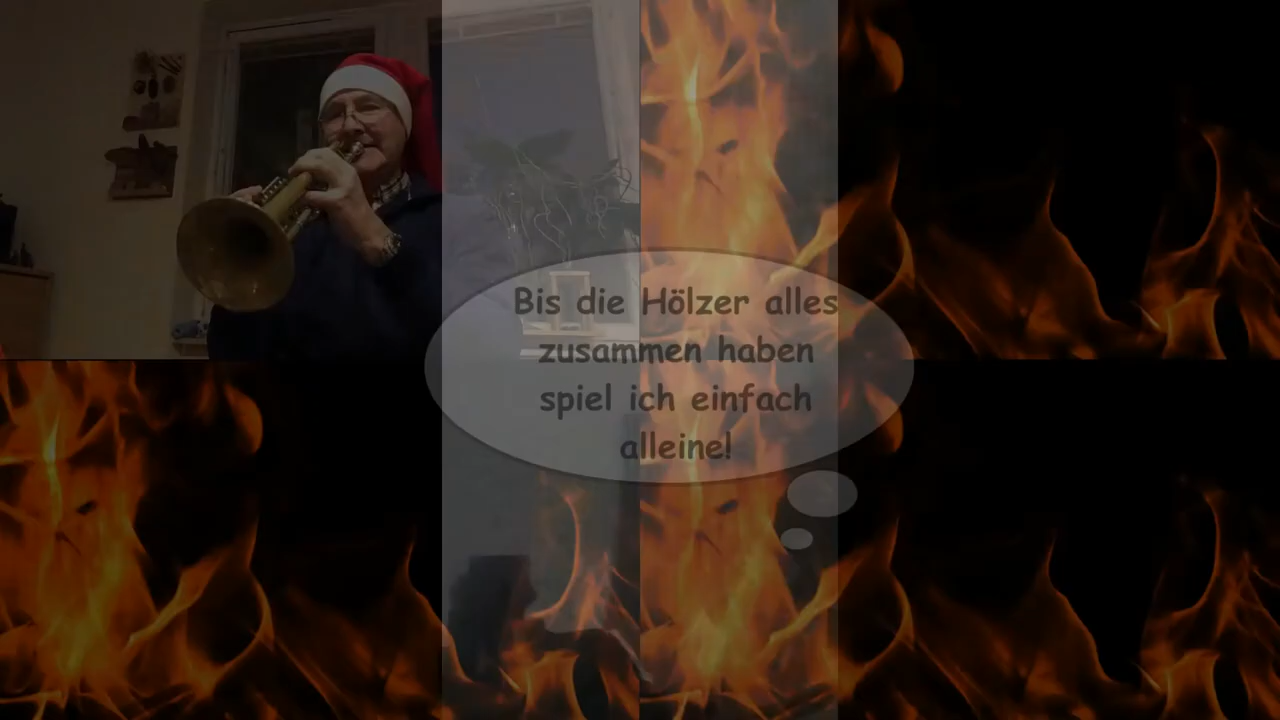 Bis die Hölzer alles
zusammen haben
spiel ich einfach
alleine!